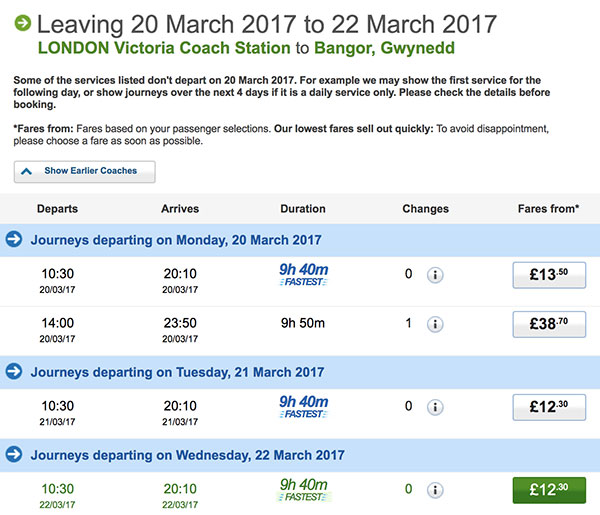 Leaving 20 March 2017 to 22 March 2017
LONDON Victoria Coach Station to Bangor, Gwynedd
Some of the services listed don't depart on 20 March 2017. For example we may show the first service for the
following day, or show journeys over the next 4 days if it is a daily service only. Please check the details before
booking.
*Fares from: Fares based on your passenger selections. Our lowest fares sell out quickly: To avoid disappointment,
please choose a fare as soon as possible.
Show Earlier Coaches
Departs Arrives Duration Changes Fares from*
Journeys departing on Monday, 20 March 2017
10:30 20:10 9h 40m 0 i £13.50
20/03/17 20/03/17 FASTEST
14:00 23:50 9h 50m 1 i £38.70
20/03/17 20/03/17
Journeys departing on Tuesday, 21 March 2017
10:30 20:10 9h 40m 0 i £12.30
21/03/17 21/03/17 FASTEST
Journeys departing on Wednesday, 22 March 2017
10:30 20:10 9h 40m 0 i £12.30
22/03/17 22/03/17 FASTEST